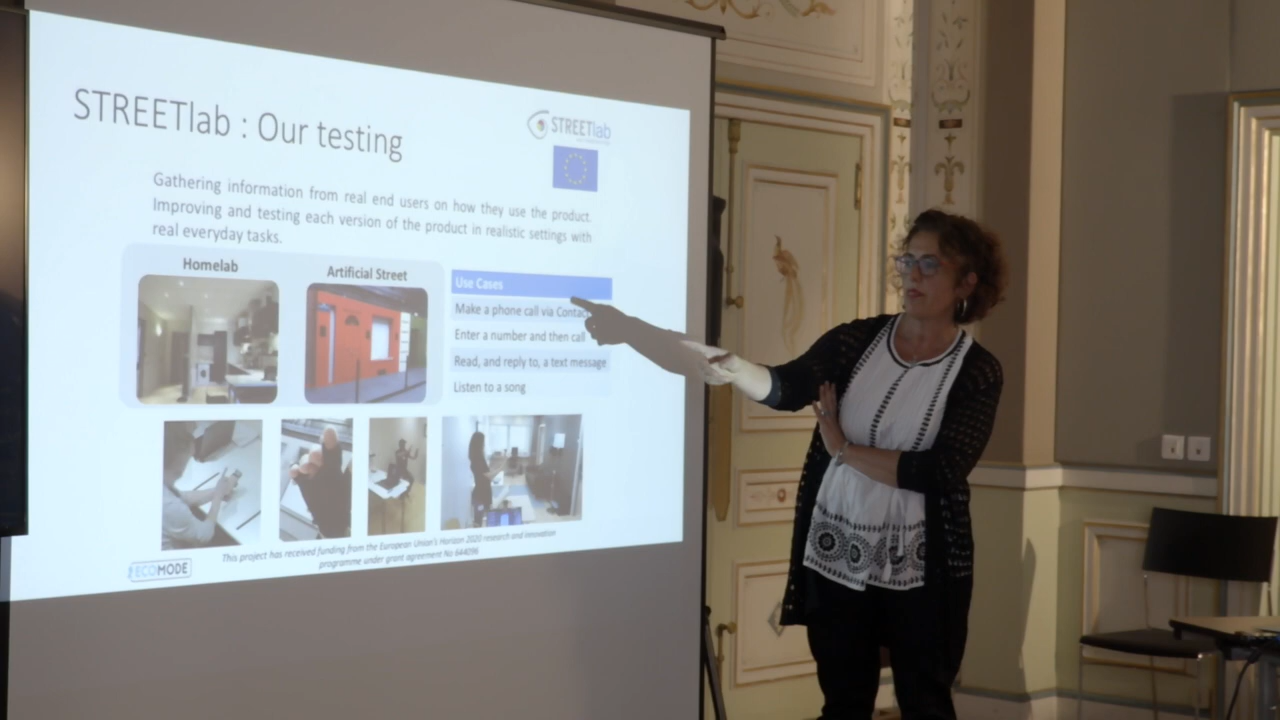 STREETlab : Our testing
STREETlab
Gathering information from real end users on how they use the product.
Improving and testing each version of the product in realistic settings with
real everyday tasks.
Homelab
Artificial Street
Use Cases
Make a phone call via Contac
Enter a number and then call
Read, and reply to, a text message
Listen to a song
This project has received funding from the European Union's Horizon 2020 research and innovation
programme under grant agreement No 644096
ECOMODE